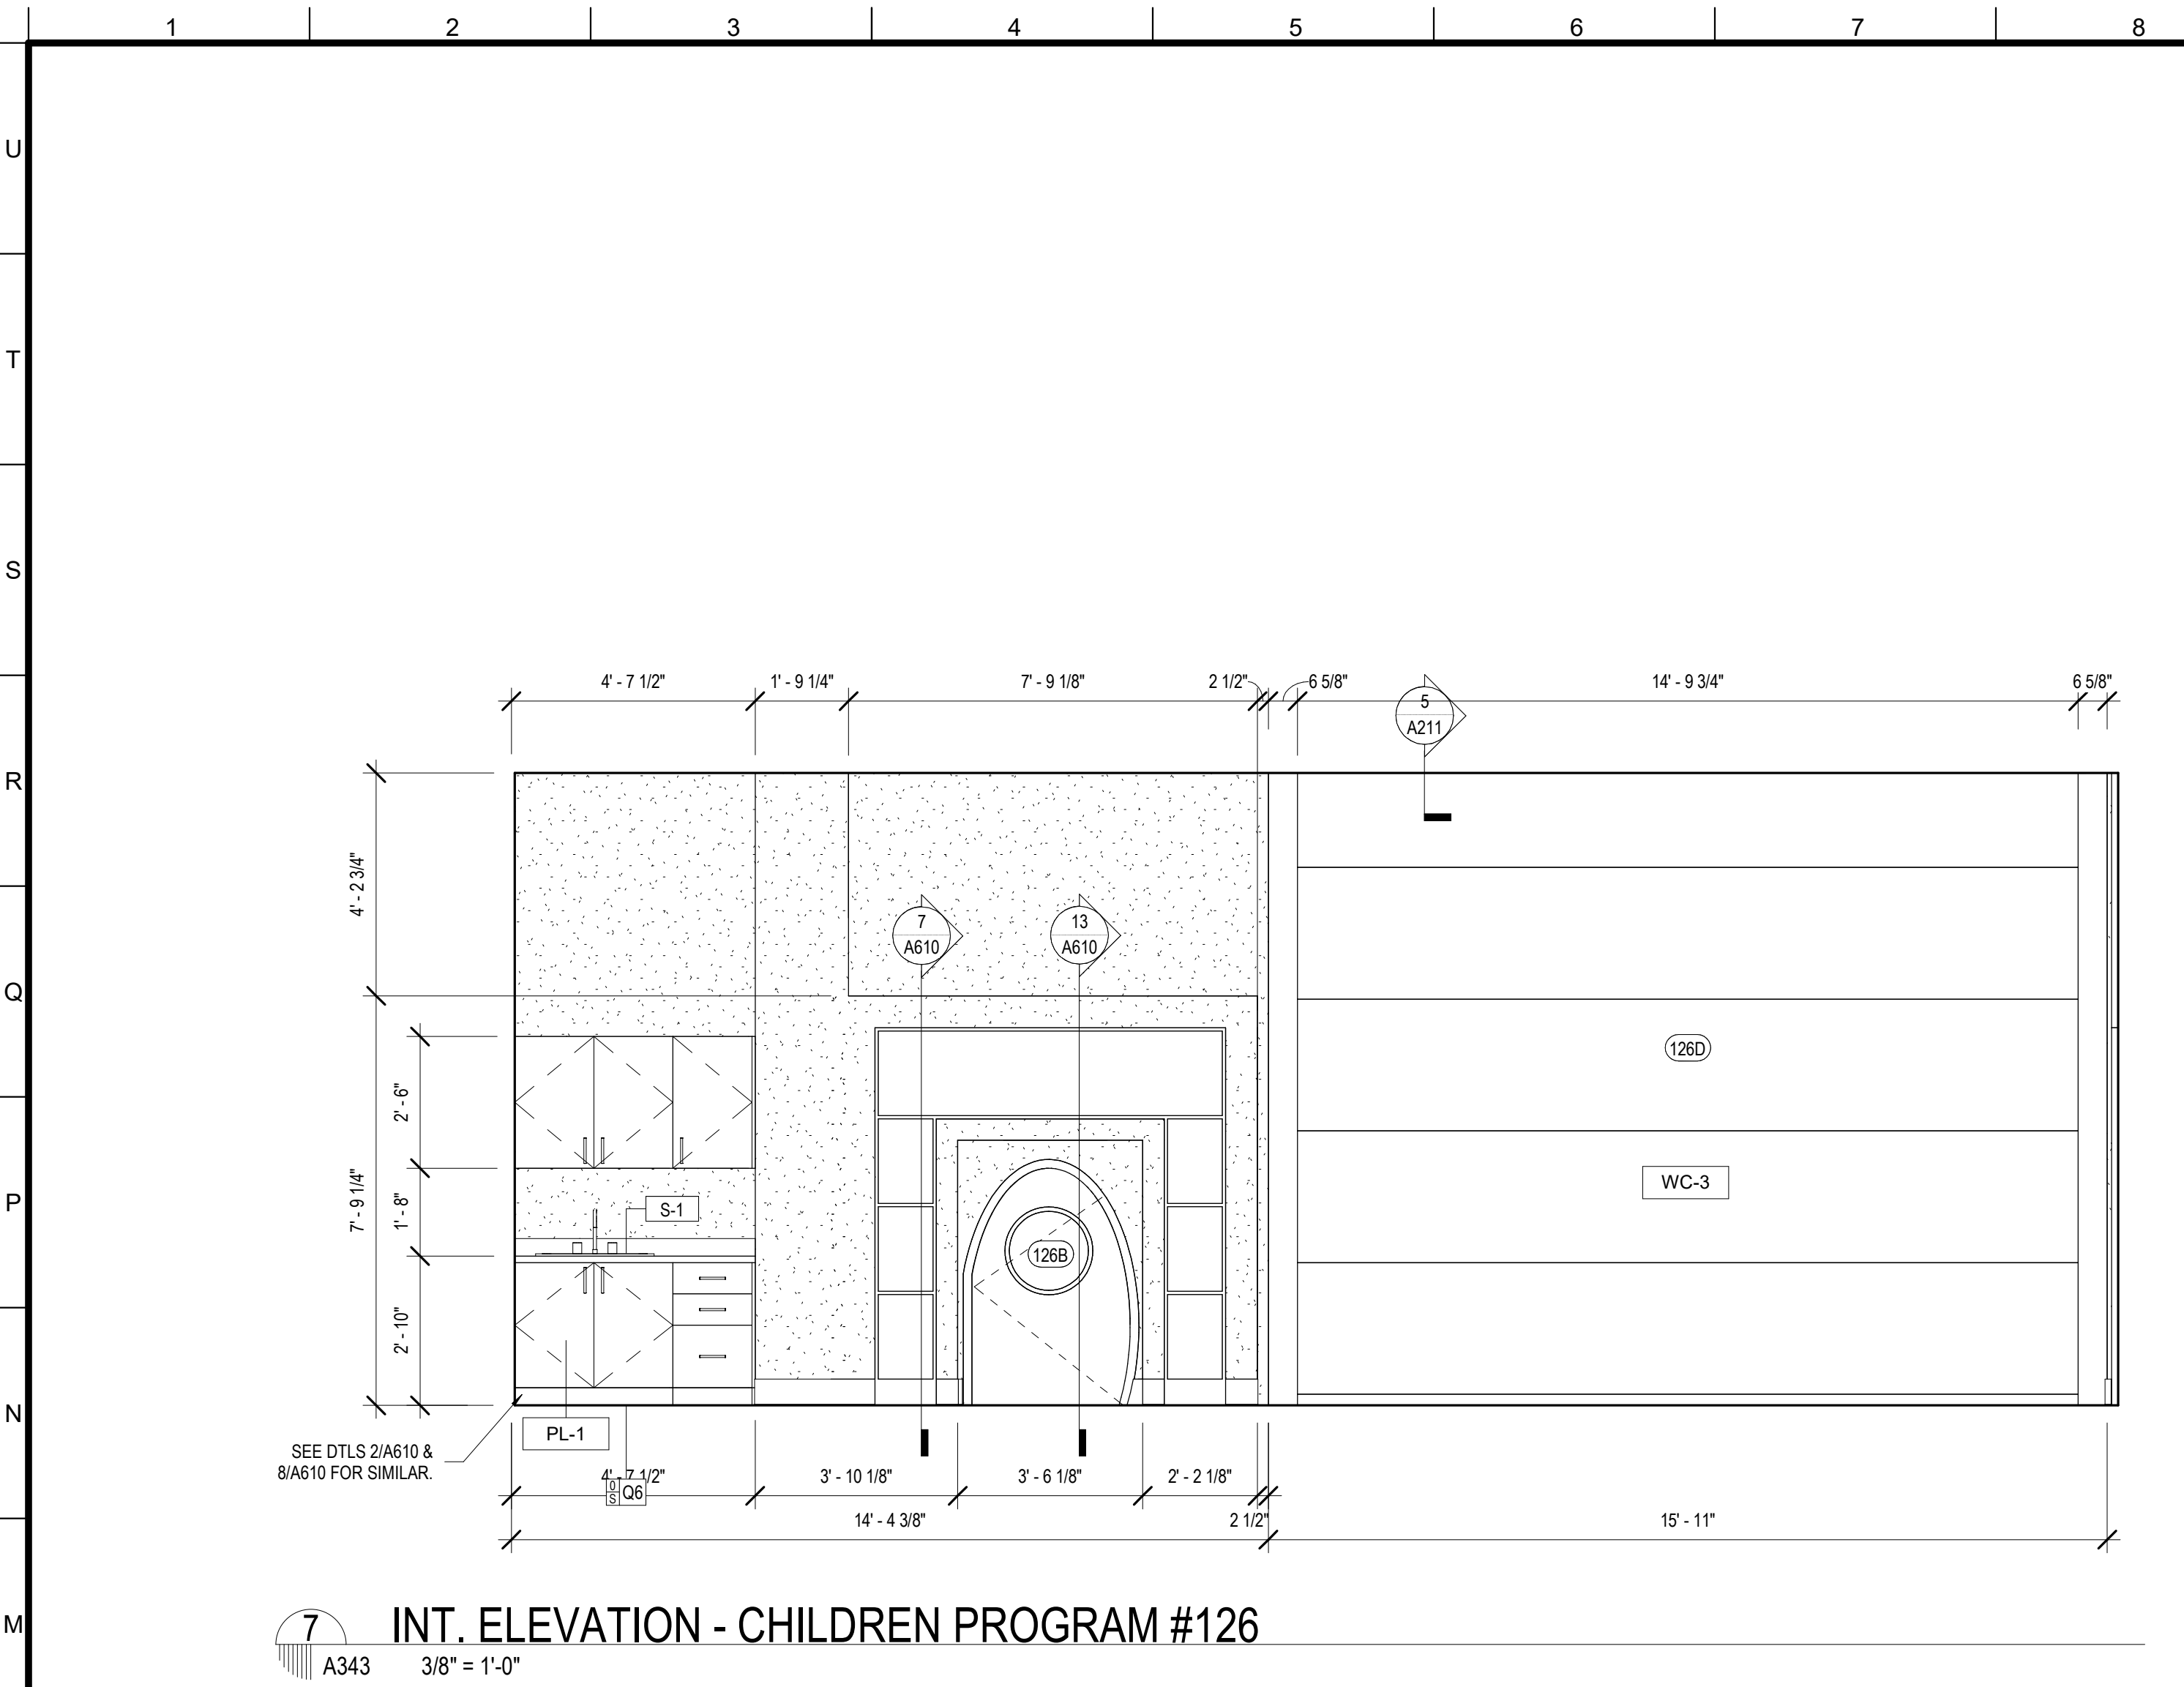 1 2 3 4 5 6 7 8
U
T
S
R
Q
P
N
M
4' - 7 1/2" 1' - 9 1/4" 7' - 9 1/8" 2 1/2" 6 5/8" 14' - 9 3/4" 6 5/8"
5
A211
4' - 2 3/4"
7 13
A610 A610
126D
2' - 6"
WC-3
7' - 9 1/4"
1' - 8"
S-1
126B
2' - 10"
PL-1
SEE DTLS 2/A610 &
8/A610 FOR SIMILAR.
4' - 7 1/2" 3' - 10 1/8" 3' - 6 1/8" 2' - 2 1/8"
0
S
Q6
14' - 4 3/8" 2 1/2" 15' - 11"
7 INT. ELEVATION - CHILDREN PROGRAM #126
A343 3/8" = 1'-0"